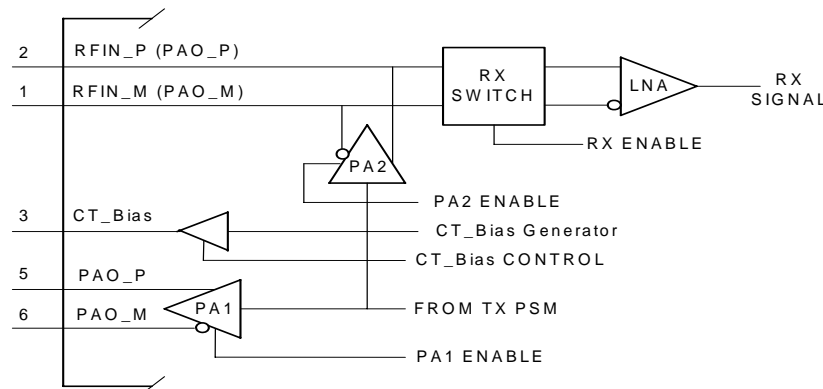 2 RFIN_P (PAO_P)
1 RFIN_M (PAO_M)
RX
SWITCH
LNA
RX
SIGNAL
RX ENABLE
PA2
PA2 ENABLE
3 CT_Bias
CT_Bias Generator
CT_Bias CONTROL
5 PAO_P
6 PAO_M
PA1
FROM TX PSM
PA1 ENABLE